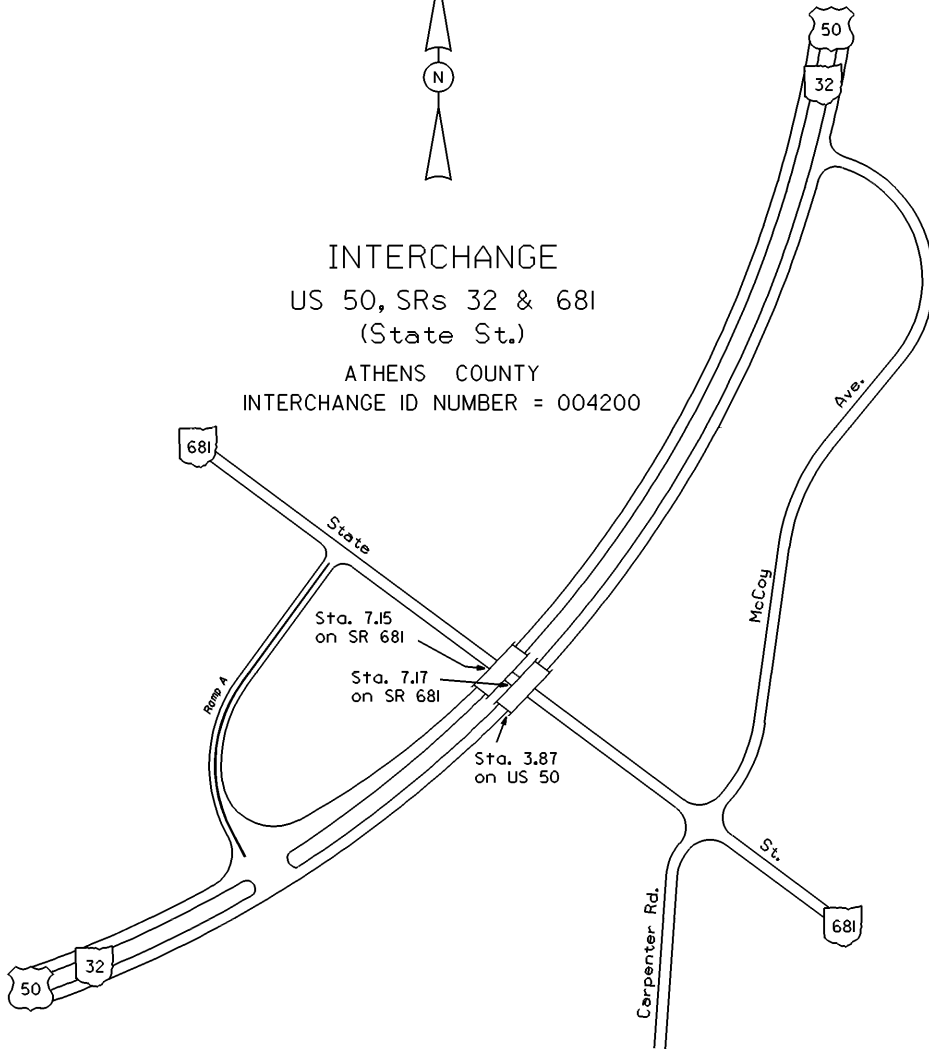 50
32
N
INTERCHANGE
US 50, SRs 32 & 681
(State St.)
ATHENS COUNTY
INTERCHANGE ID NUMBER = 004200
681
State
Ave.
McCoy
Sta. 7.15
on SR 681
Sta. 7.17
on SR 681
Ramp A
Sta. 3.87
on US 50
St.
681
Carpenter Rd.
32
50